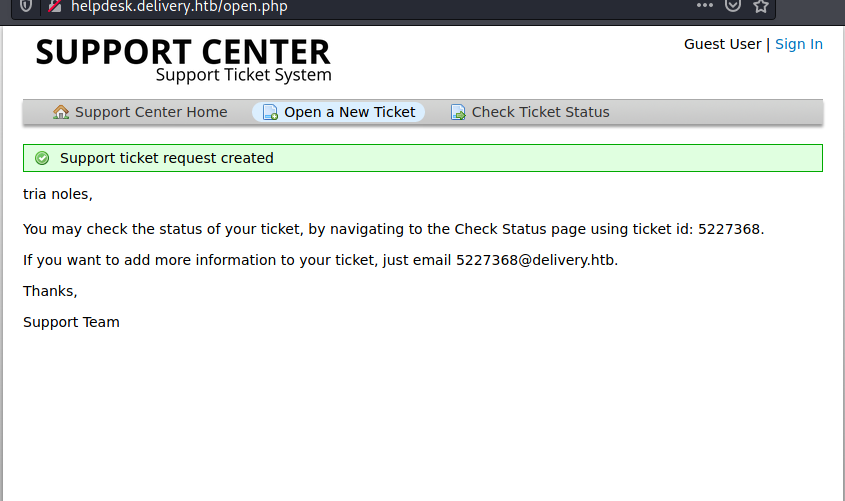 helpdesk.delivery.htb/open.php
SUPPORT CENTER
Support Ticket System
Guest User | Sign In
Support Center Home Open a New Ticket Check Ticket Status
Support ticket request created
tria noles,
You may check the status of your ticket, by navigating to the Check Status page using ticket id: 5227368.
If you want to add more information to your ticket, just email 5227368@delivery.htb.
Thanks,
Support Team